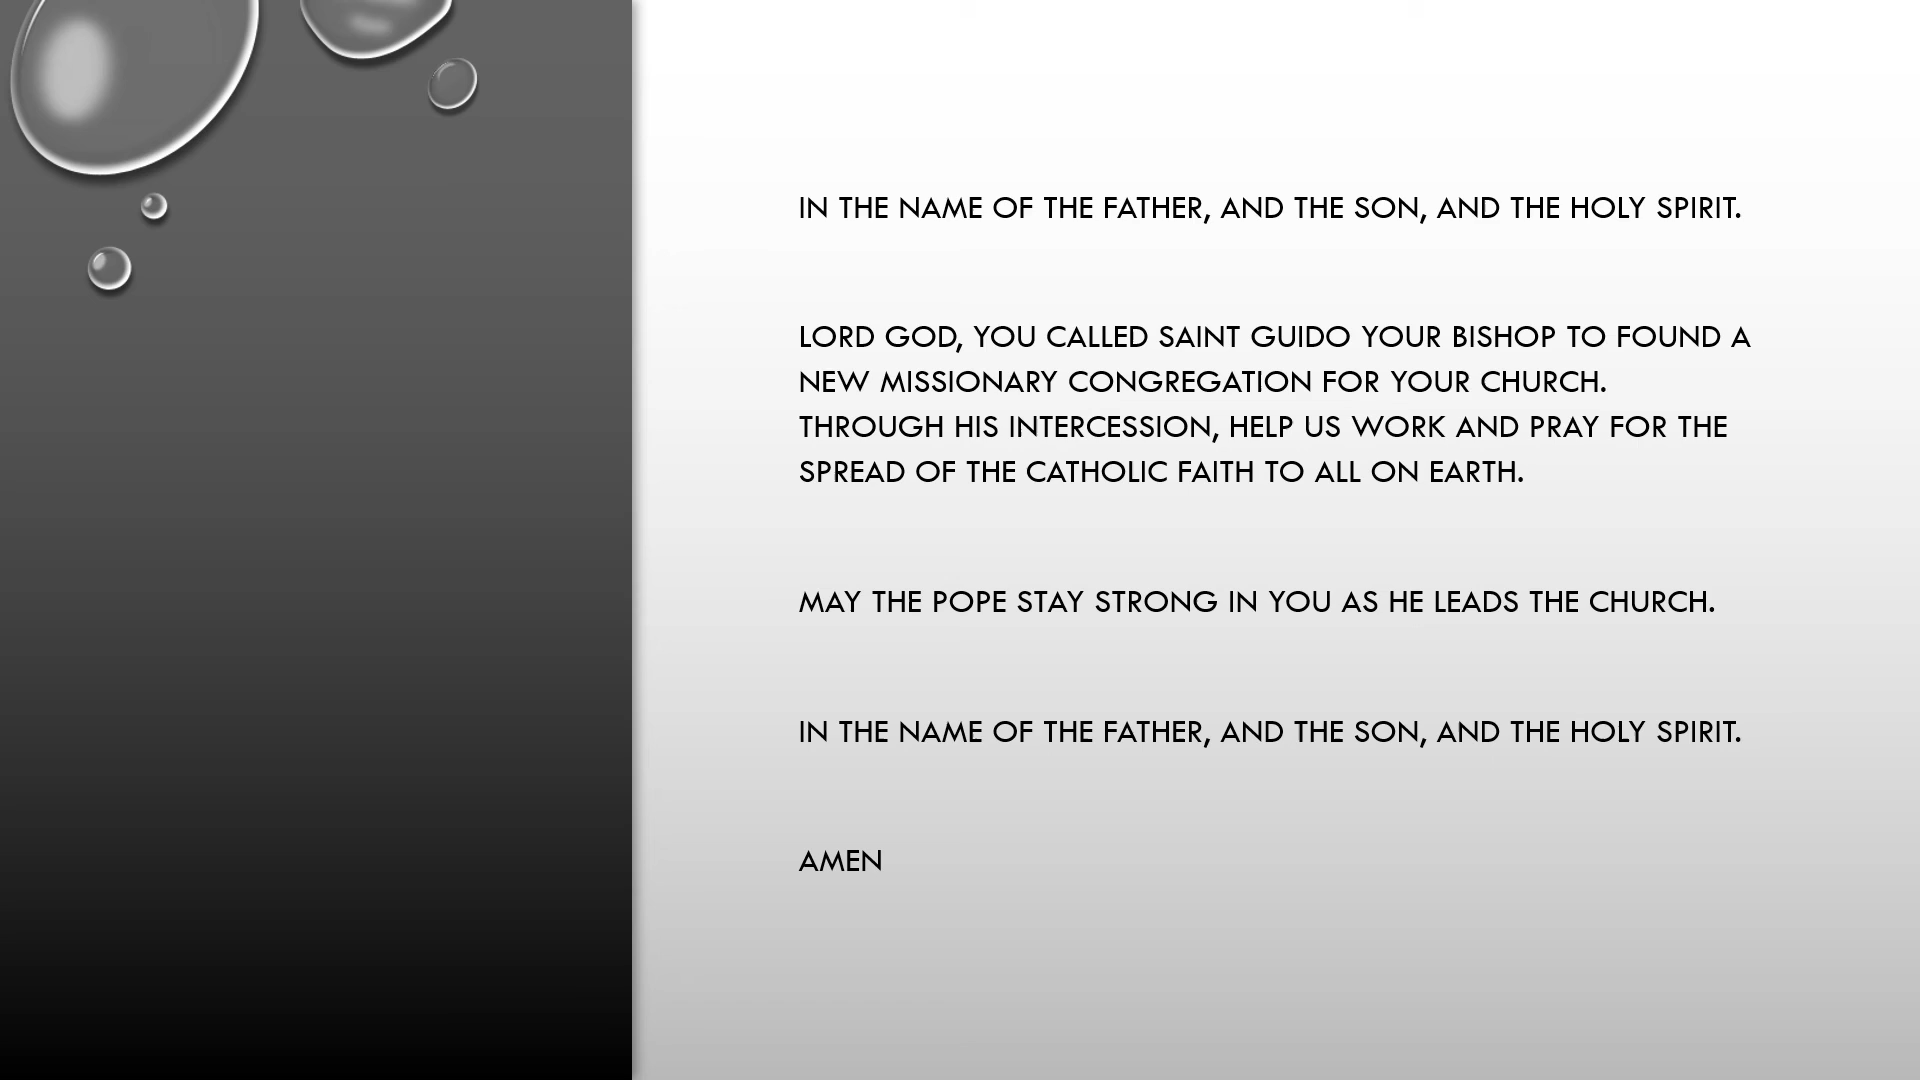 IN THE NAME OF THE FATHER, AND THE SON, AND THE HOLY SPIRIT.
LORD GOD, YOU CALLED SAINT GUIDO YOUR BISHOP TO FOUND A
NEW MISSIONARY CONGREGATION FOR YOUR CHURCH.
THROUGH HIS INTERCESSION, HELP US WORK AND PRAY FOR THE
SPREAD OF THE CATHOLIC FAITH TO ALL ON EARTH.
MAY THE POPE STAY STRONG IN YOU AS HE LEADS THE CHURCH.
IN THE NAME OF THE FATHER, AND THE SON, AND THE HOLY SPIRIT.
AMEN